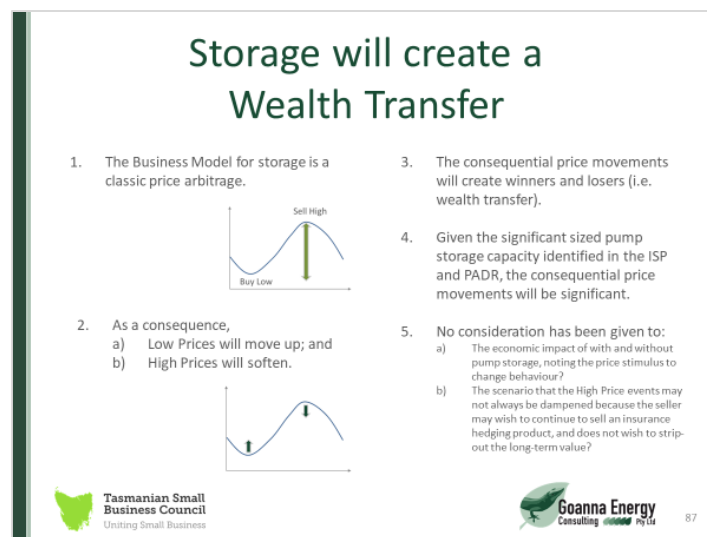 Storage will create a
Wealth Transfer
1. The Business Model for storage is a
classic price arbitrage.
Sell High
Buy Low
2. As a consequence,
a) Low Prices will move up; and
b) High Prices will soften.
3. The consequential price movements
will create winners and losers (i.e.
wealth transfer).
4. Given the significant sized pump
storage capacity identified in the ISP
and PADR, the consequential price
movements will be significant.
5. No consideration has been given to:
a) The economic impact of with and without
pump storage, noting the price stimulus to
change behaviour?
b) The scenario that the High Price events may
not always be dampened because the seller
may wish to continue to sell an insurance
hedging product, and does not wish to strip-
out the long-term value?
Tasmanian Small
Business Council
Uniting Small Business
Goanna Energy
Consulting Pty Ltd
87